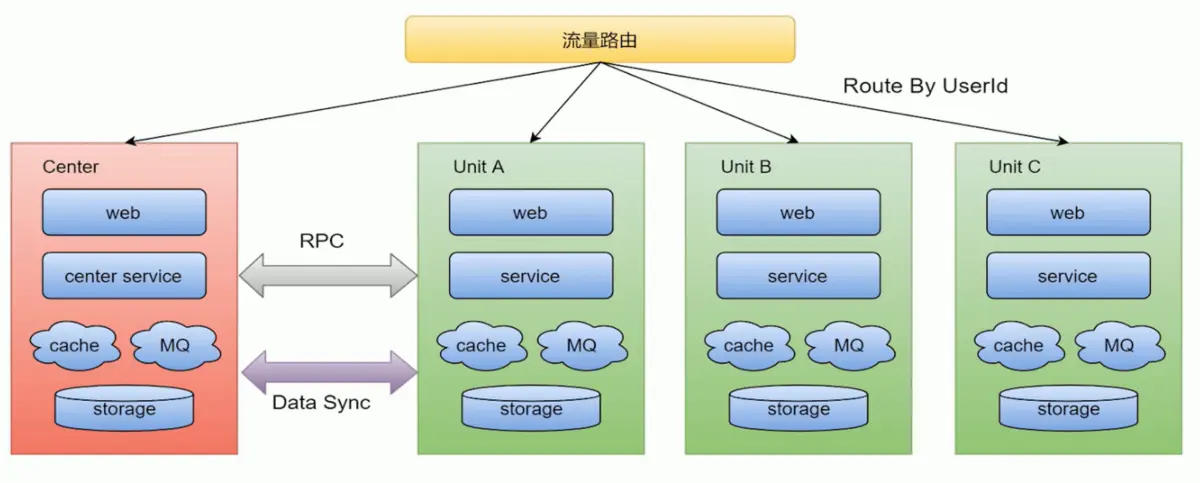 流量路由
Route By UserId
Center
web
center service
cache
MQ
storage
RPC
Data Sync
Unit A
web
service
cache
MQ
storage
Unit B
web
service
cache
MQ
storage
Unit C
web
service
cache
MQ
storage